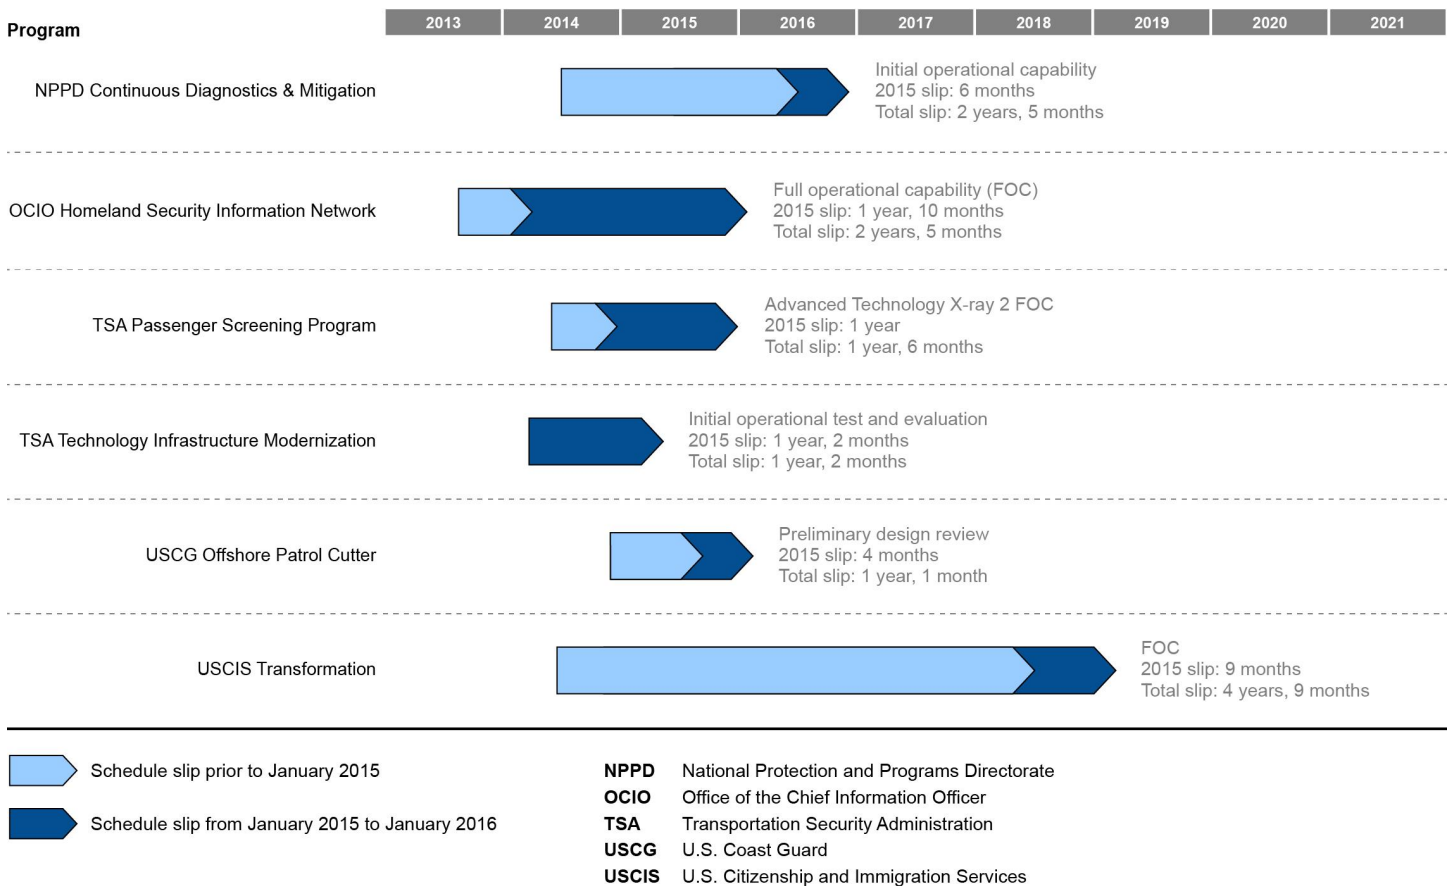 Program
2013 2014 2015 2016 2017 2018 2019 2020 2021
NPPD Continuous Diagnostics & Mitigation
Initial operational capability
2015 slip: 6 months
Total slip: 2 years, 5 months
OCIO Homeland Security Information Network
Full operational capability (FOC)
2015 slip: 1 year, 10 months
Total slip: 2 years, 5 months
TSA Passenger Screening Program
Advanced Technology X-ray 2 FOC
2015 slip: 1 year
Total slip: 1 year, 6 months
TSA Technology Infrastructure Modernization
Initial operational test and evaluation
2015 slip: 1 year, 2 months
Total slip: 1 year, 2 months
USCG Offshore Patrol Cutter
Preliminary design review
2015 slip: 4 months
Total slip: 1 year, 1 month
USCIS Transformation
FOC
2015 slip: 9 months
Total slip: 4 years, 9 months
Schedule slip prior to January 2015
Schedule slip from January 2015 to January 2016
NPPD National Protection and Programs Directorate
OCIO Office of the Chief Information Officer
TSA Transportation Security Administration
USCG U.S. Coast Guard
USCIS U.S. Citizenship and Immigration Services